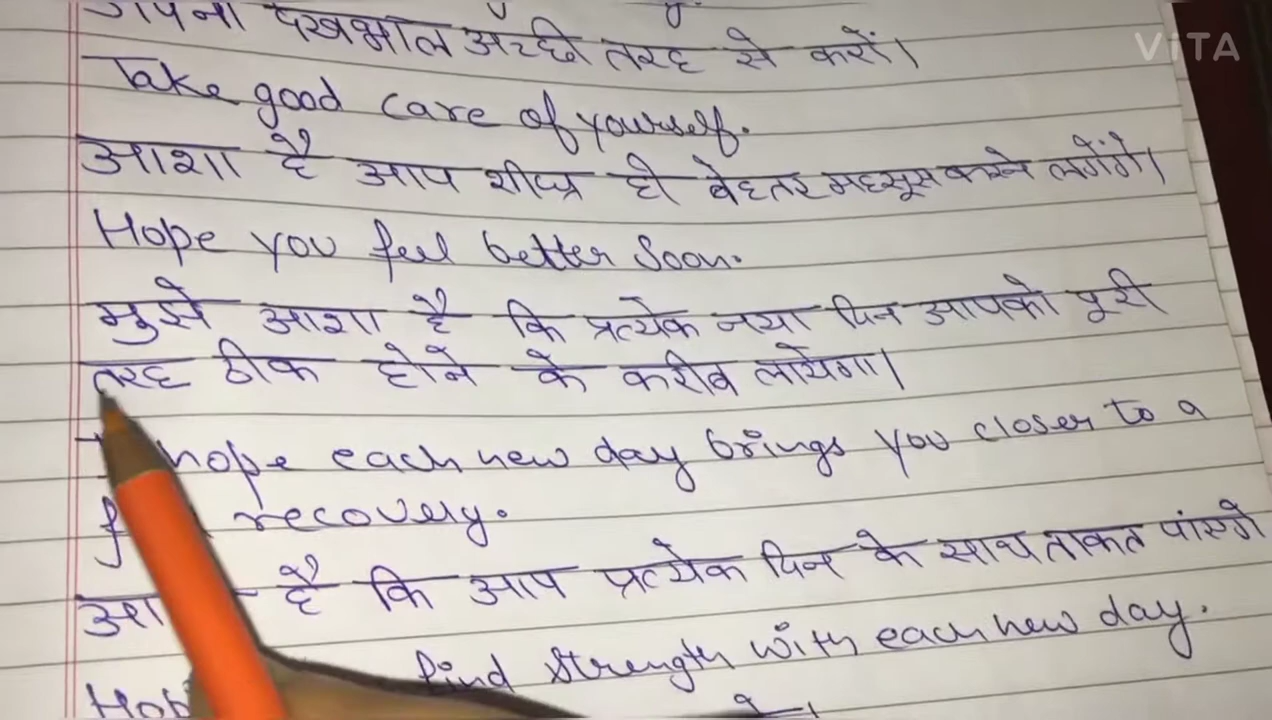 अपना देखभाल अच्छी तरह से करों।
ViTA
Take good care of yourself.
आशा है आप शीघ्र ही बेहतर महसूस करने लगेंगे।
Hope you feel better soon.
मुझे आशा है कि प्रत्येक नया दिन आपको पूरी
तरह ठीक होने के करीब लायेगा।
hope each new day brings you closer to a
recovery.
है कि आप प्रत्येक दिन के साथ ताकत पांएगे
find strength with each new day.